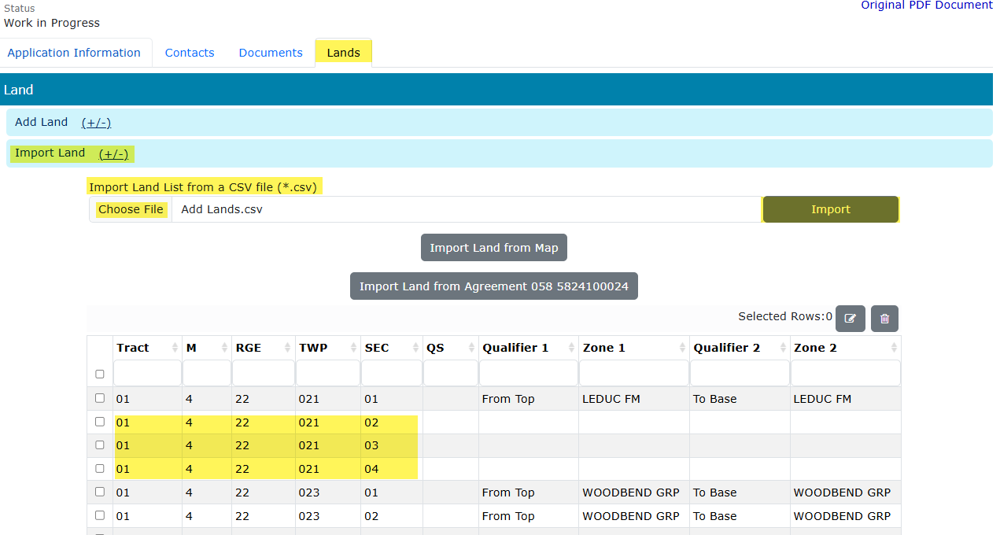 Status
Original PDF Document
Work in Progress
Application Information Contacts Documents Lands
Land
Add Land (+/-)
Import Land (+/-)
Import Land List from a CSV file (*.csv)
Choose File Add Lands.csv Import
Import Land from Map
Import Land from Agreement 058 5824100024
Selected Rows:0
Tract M RGE TWP SEC QS Qualifier 1 Zone 1 Qualifier 2 Zone 2
01 4 22 021 01 From Top LEDUC FM To Base LEDUC FM
01 4 22 021 02
01 4 22 021 03
01 4 22 021 04
01 4 22 023 01 From Top WOODBEND GRP To Base WOODBEND GRP
01 4 22 023 02 From Top WOODBEND GRP To Base WOODBEND GRP